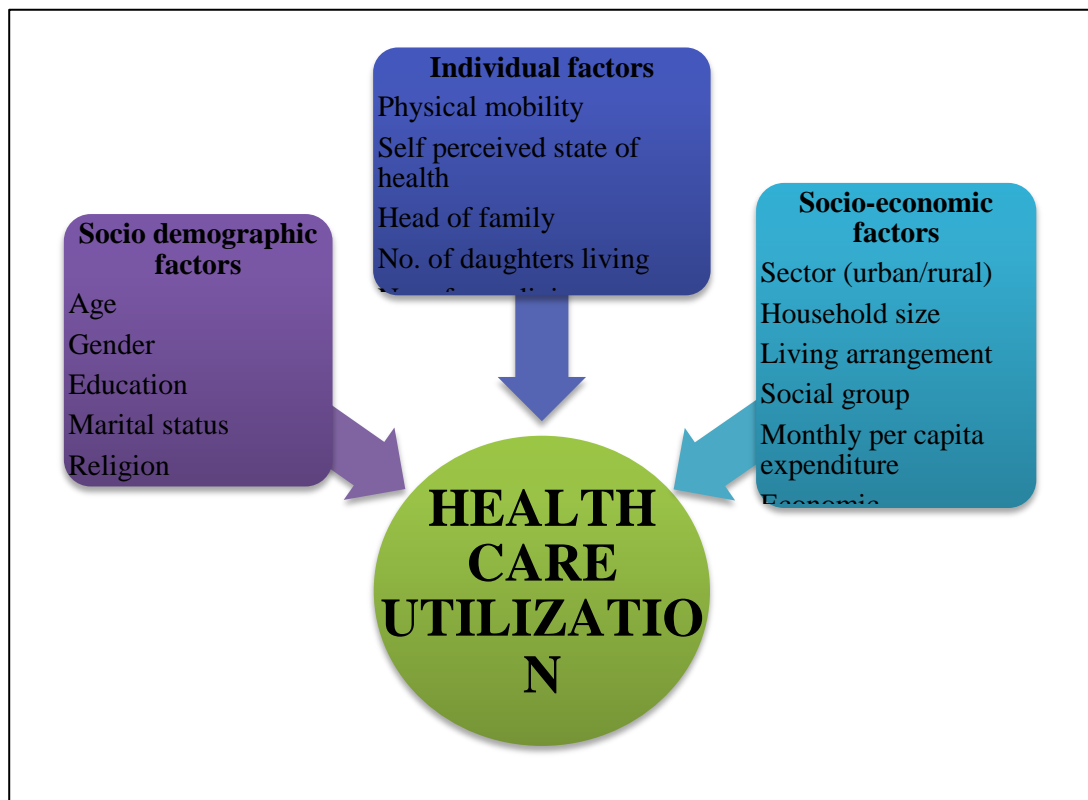 Individual factors
Physical mobility
Self perceived state of
health
Head of family
No. of daughters living
Socio demographic
factors
Age
Gender
Education
Marital status
Religion
Socio-economic
factors
Sector (urban/rural)
Household size
Living arrangement
Social group
Monthly per capita
expenditure
Economic
HEALTH
CARE
UTILIZATIO
N